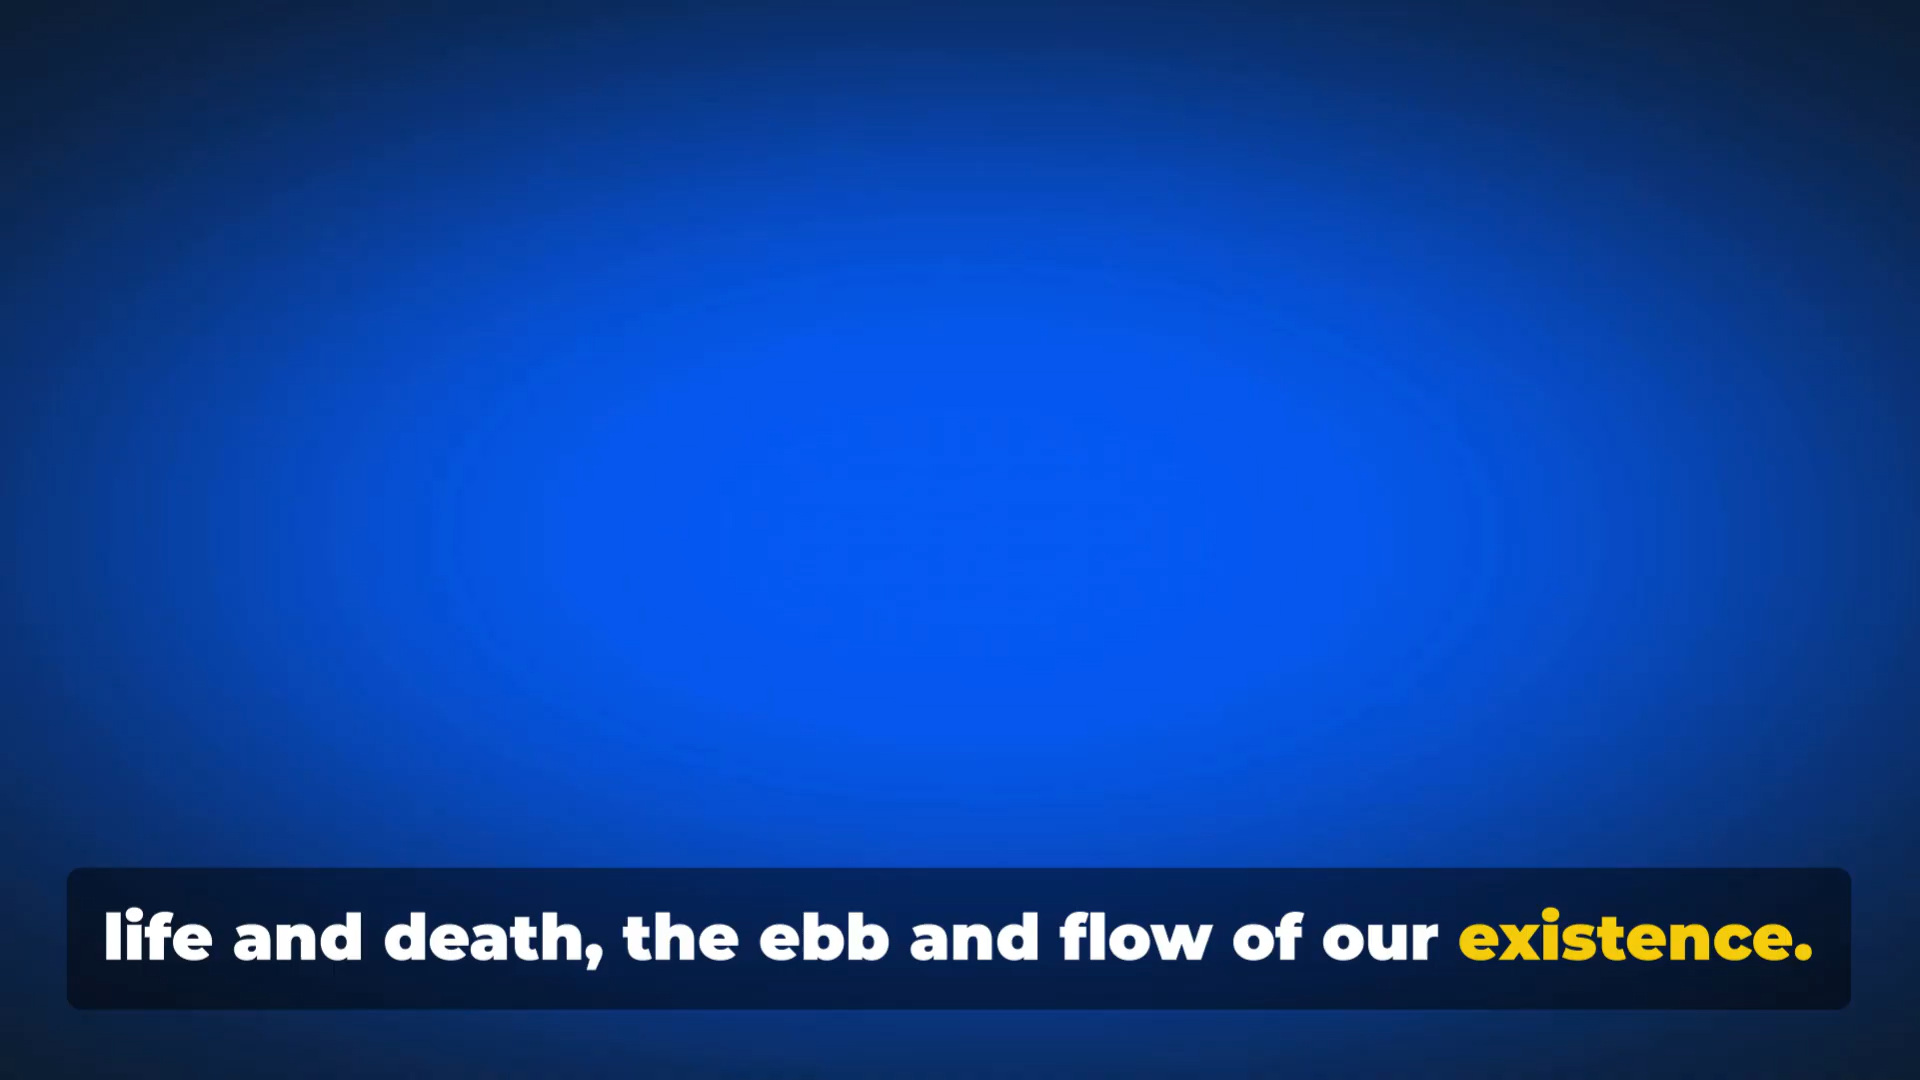 life and death, the ebb and flow of our existence.